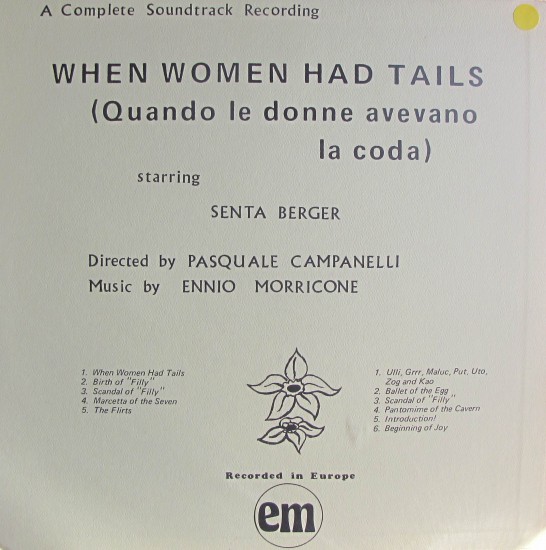 A Complete Soundtrack Recording
WHEN WOMEN HAD TAILS
(Quando le donne avevano
la coda)
starring
SENTA BERGER
Directed by PASQUALE CAMPANELLI
Music by ENNIO MORRICONE
1. When Women Had Tails
2. Birth of "Filly"
3. Scandal of "Filly"
4. Marcetta of the Seven
5. The Flirts
1. Ulli, Grrr, Maluc, Put, Uto,
Zog and Kao
2. Ballet of the Egg
3. Scandal of "Filly"
4. Pantomime of the Cavern
5. Introduction!
6. Beginning of Joy
Recorded in Europe
em